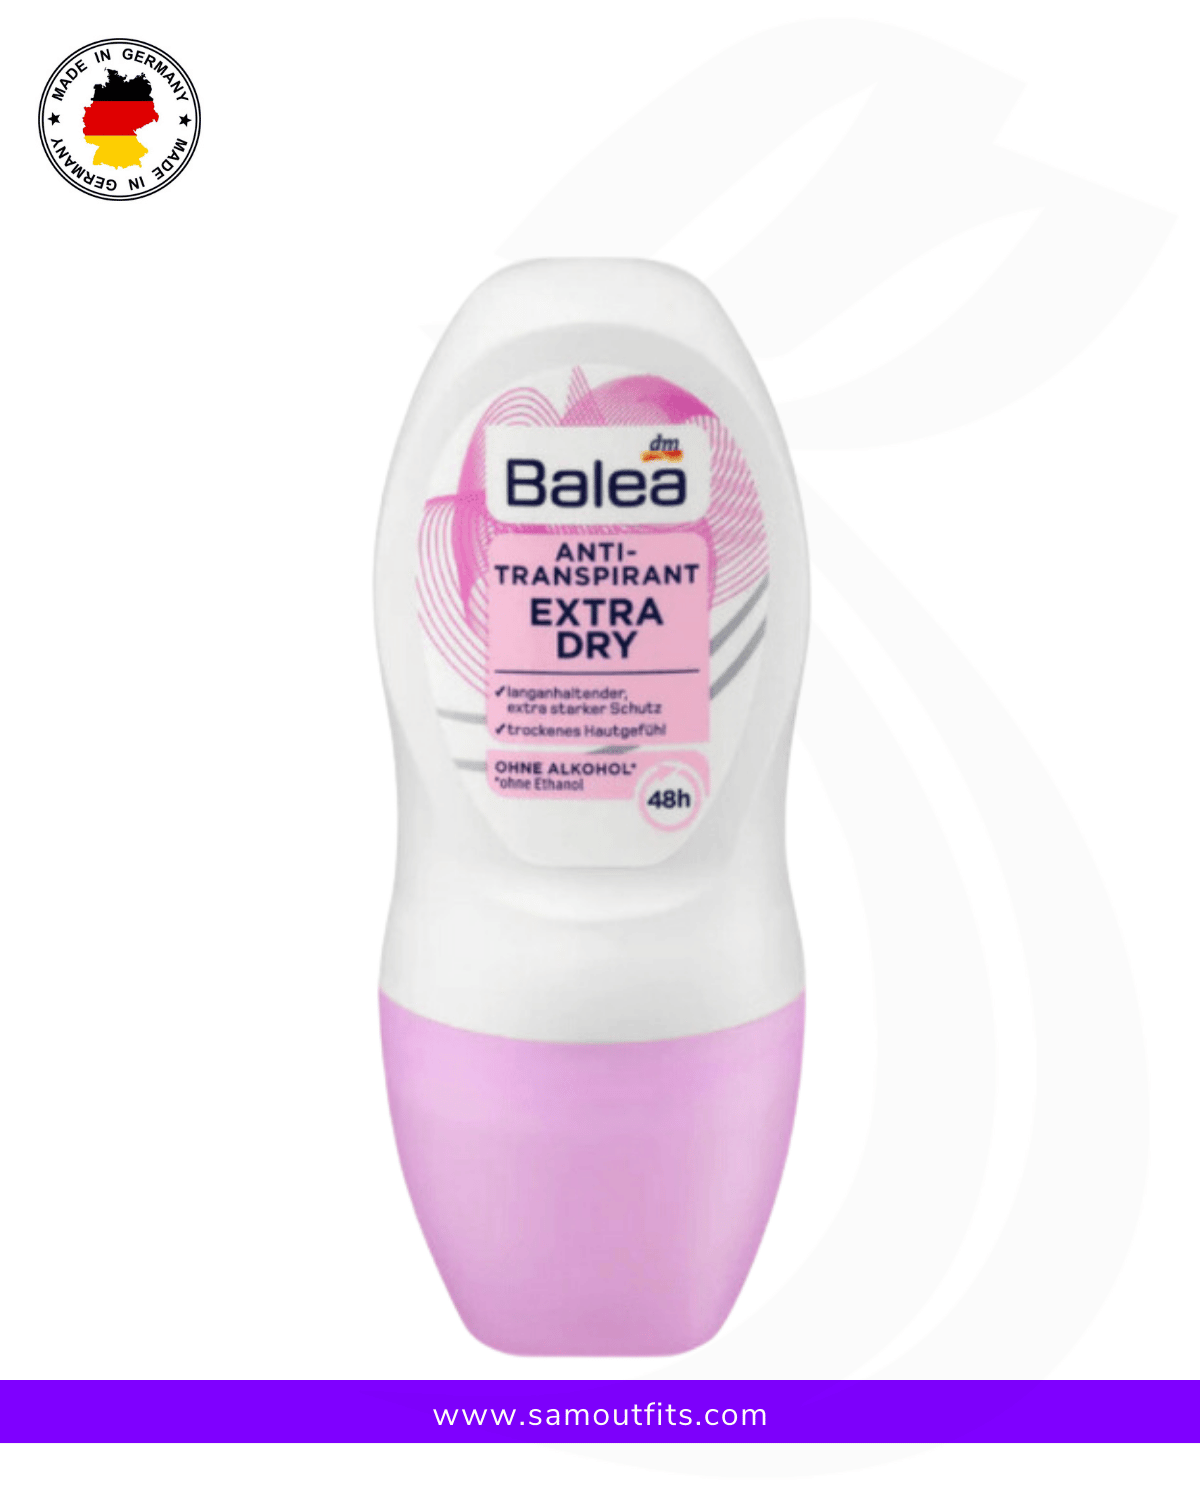 MADE IN GERMANY
MADE IN GERMANY
dm
Balea
ANTI-
TRANSPIRANT
EXTRA
DRY
✓langanhaltender,
extra starker Schutz
✓trockenes Hautgefühl
OHNE ALKOHOL*
*ohne Ethanol
48h
www.samoutfits.com